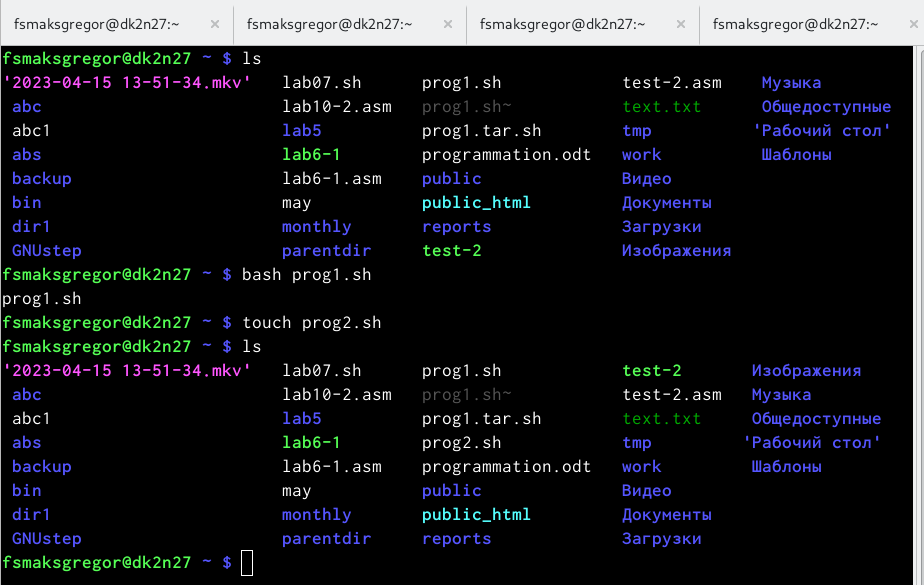 fsmaksgregor@dk2n27:~ × fsmaksgregor@dk2n27:~ × fsmaksgregor@dk2n27:~ × fsmaksgregor@dk2n27:~ ×
fsmaksgregor@dk2n27 ~ $ ls
'2023-04-15 13-51-34.mkv' lab07.sh prog1.sh test-2.asm Музыка
abc lab10-2.asm prog1.sh~ text.txt Общедоступные
abc1 lab5 prog1.tar.sh tmp 'Рабочий стол'
abs lab6-1 programmation.odt work Шаблоны
backup lab6-1.asm public Видео
bin may public_html Документы
dir1 monthly reports Загрузки
GNUstep parentdir test-2 Изображения
fsmaksgregor@dk2n27 ~ $ bash prog1.sh
prog1.sh
fsmaksgregor@dk2n27 ~ $ touch prog2.sh
fsmaksgregor@dk2n27 ~ $ ls
'2023-04-15 13-51-34.mkv' lab07.sh prog1.sh test-2 Изображения
abc lab10-2.asm prog1.sh~ test-2.asm Музыка
abc1 lab5 prog1.tar.sh text.txt Общедоступные
abs lab6-1 prog2.sh tmp 'Рабочий стол'
backup lab6-1.asm programmation.odt work Шаблоны
bin may public Видео
dir1 monthly public_html Документы
GNUstep parentdir reports Загрузки
fsmaksgregor@dk2n27 ~ $